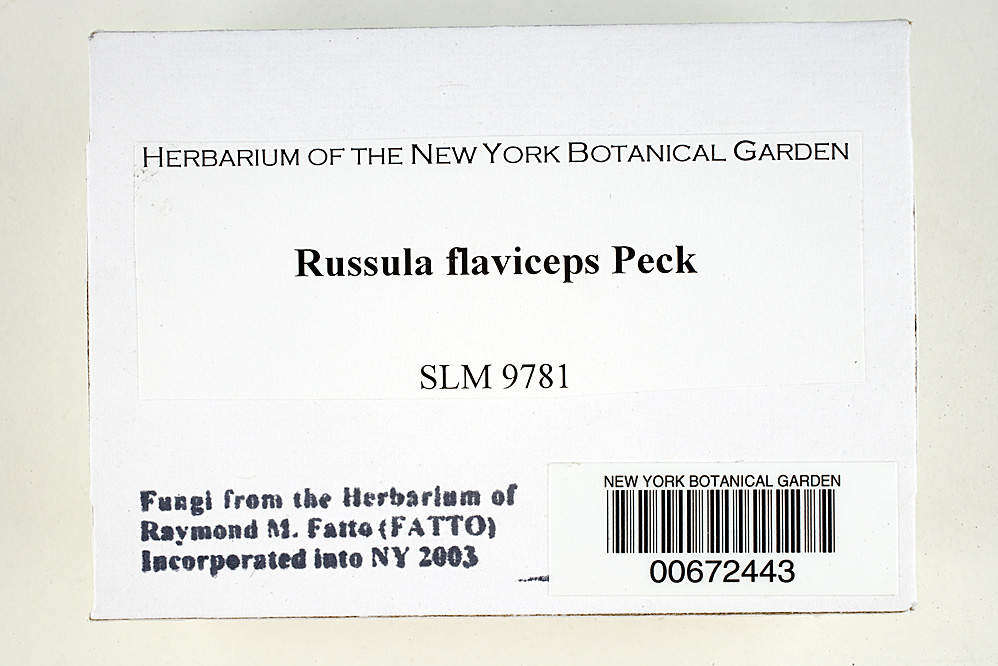 HERBARIUM OF THE NEW YORK BOTANICAL GARDEN
Russula flaviceps Peck
SLM 9781
Fungi from the Herbarium of
Raymond M. Fatto (FATTO)
Incorporated into NY 2003
NEW YORK BOTANICAL GARDEN
00672443